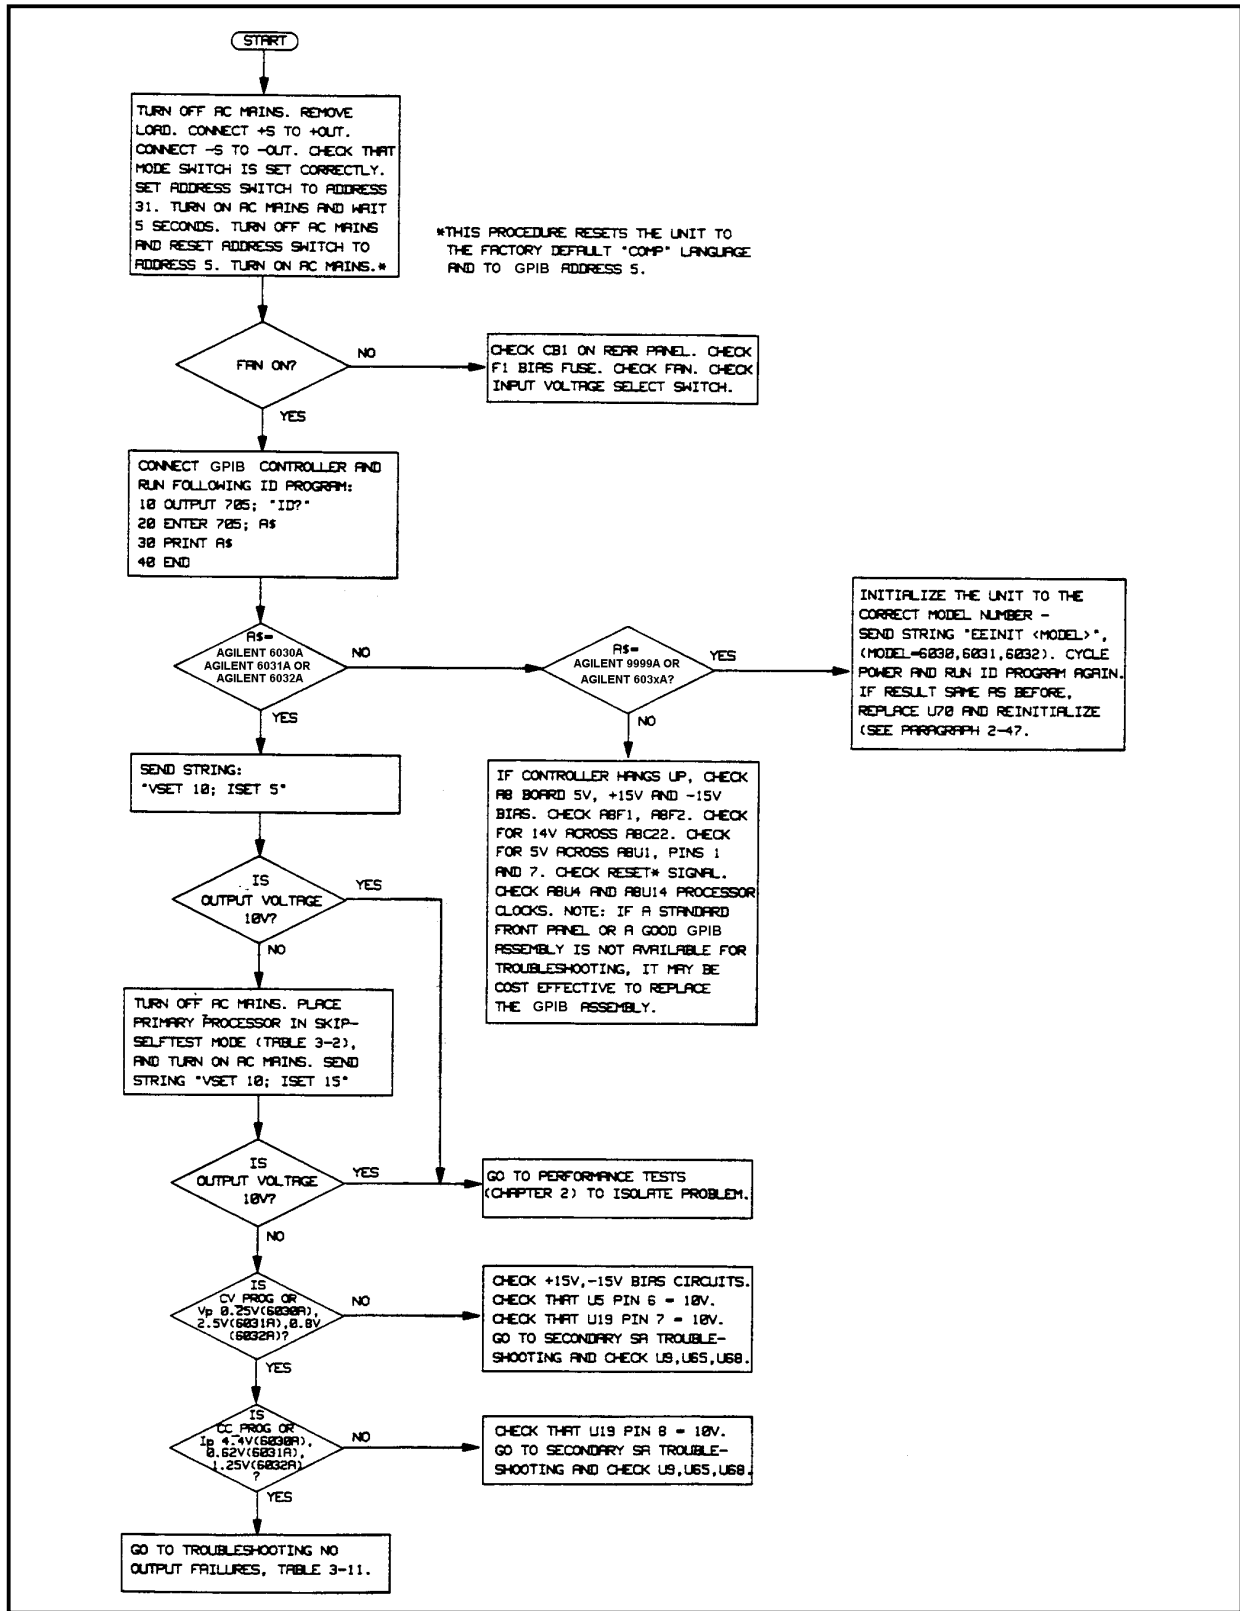 START
TURN OFF AC MAINS. REMOVE
LOAD. CONNECT +S TO +OUT.
CONNECT -S TO -OUT. CHECK THAT
MODE SWITCH IS SET CORRECTLY.
SET ADDRESS SWITCH TO ADDRESS
31. TURN ON AC MAINS AND WAIT
5 SECONDS. TURN OFF AC MAINS
AND RESET ADDRESS SWITCH TO
ADDRESS 5. TURN ON AC MAINS.*
*THIS PROCEDURE RESETS THE UNIT TO
THE FACTORY DEFAULT "COMP" LANGUAGE
AND TO GPIB ADDRESS 5.
FAN ON?
NO
CHECK CB1 ON REAR PANEL. CHECK
F1 BIAS FUSE. CHECK FAN. CHECK
INPUT VOLTAGE SELECT SWITCH.
YES
CONNECT GPIB CONTROLLER AND
RUN FOLLOWING ID PROGRAM:
10 OUTPUT 705; "ID?"
20 ENTER 705; A$
30 PRINT A$
40 END
A$=
AGILENT 6030A
AGILENT 6031A OR
AGILENT 6032A
NO
A$=
AGILENT 9999A OR
AGILENT 603xA?
YES
INITIALIZE THE UNIT TO THE
CORRECT MODEL NUMBER -
SEND STRING "EEINIT <MODEL>",
(MODEL=6030,6031,6032). CYCLE
POWER AND RUN ID PROGRAM AGAIN.
IF RESULT SAME AS BEFORE,
REPLACE U70 AND REINITIALIZE
(SEE PARAGRAPH 2-47.
YES
NO
SEND STRING:
"VSET 10; ISET 5"
IF CONTROLLER HANGS UP, CHECK
A8 BOARD 5V, +15V AND -15V
BIAS. CHECK A8F1, A8F2. CHECK
FOR 14V ACROSS A8C22. CHECK
FOR 5V ACROSS A8U1, PINS 1
AND 7. CHECK RESET* SIGNAL.
CHECK A8U4 AND A8U14 PROCESSOR
CLOCKS. NOTE: IF A STANDARD
FRONT PANEL OR A GOOD GPIB
ASSEMBLY IS NOT AVAILABLE FOR
TROUBLESHOOTING, IT MAY BE
COST EFFECTIVE TO REPLACE
THE GPIB ASSEMBLY.
IS
OUTPUT VOLTAGE
10V?
YES
NO
TURN OFF AC MAINS. PLACE
PRIMARY PROCESSOR IN SKIP-
SELFTEST MODE (TABLE 3-2),
AND TURN ON AC MAINS. SEND
STRING "VSET 10; ISET 15"
IS
OUTPUT VOLTAGE
10V?
YES
GO TO PERFORMANCE TESTS
(CHAPTER 2) TO ISOLATE PROBLEM.
NO
IS
CV PROG OR
Vp 0.25V(6030A),
2.5V(6031A),0.8V
(6032A)?
NO
CHECK +15V,-15V BIAS CIRCUITS.
CHECK THAT U5 PIN 6 = 10V.
CHECK THAT U19 PIN 7 = 10V.
GO TO SECONDARY SA TROUBLE-
SHOOTING AND CHECK U9,U65,U68.
YES
IS
CC PROG OR
Ip 4.4V(6030A),
0.62V(6031A),
1.25V(6032A)
?
NO
CHECK THAT U19 PIN 8 = 10V.
GO TO SECONDARY SA TROUBLE-
SHOOTING AND CHECK U9,U65,U68.
YES
GO TO TROUBLESHOOTING NO
OUTPUT FAILURES, TABLE 3-11.